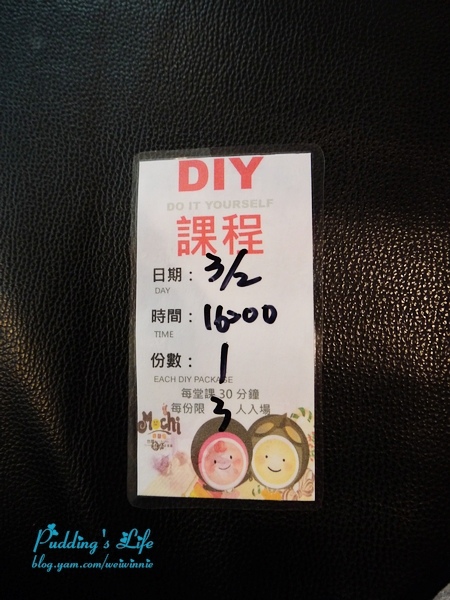 DIY
DO IT YOURSELF
課程
日期：3/2
DAY
時間：16:00
TIME
份數：1
EACH DIY PACKAGE
每堂課 30 分鐘
每份限 3 人入場
Mochi
Pudding's Life
blog.yam.com/weiwinnie